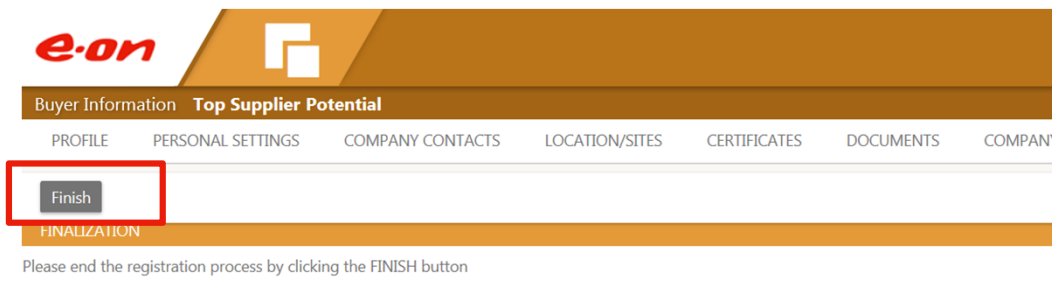 e·on
Buyer Information Top Supplier Potential
PROFILE PERSONAL SETTINGS COMPANY CONTACTS LOCATION/SITES CERTIFICATES DOCUMENTS COMPANY
Finish
FINALIZATION
Please end the registration process by clicking the FINISH button